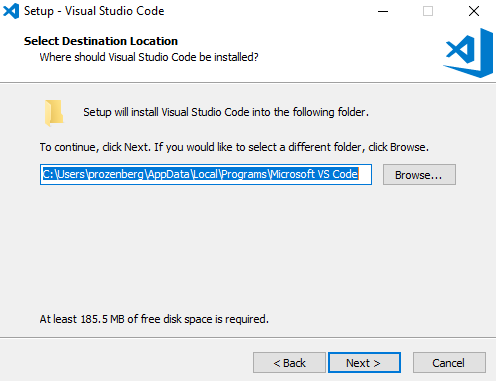 Setup - Visual Studio Code
Select Destination Location
Where should Visual Studio Code be installed?
Setup will install Visual Studio Code into the following folder.
To continue, click Next. If you would like to select a different folder, click Browse.
C:\Users\prozenberg\AppData\Local\Programs\Microsoft VS Code
Browse...
At least 185.5 MB of free disk space is required.
< Back
Next >
Cancel